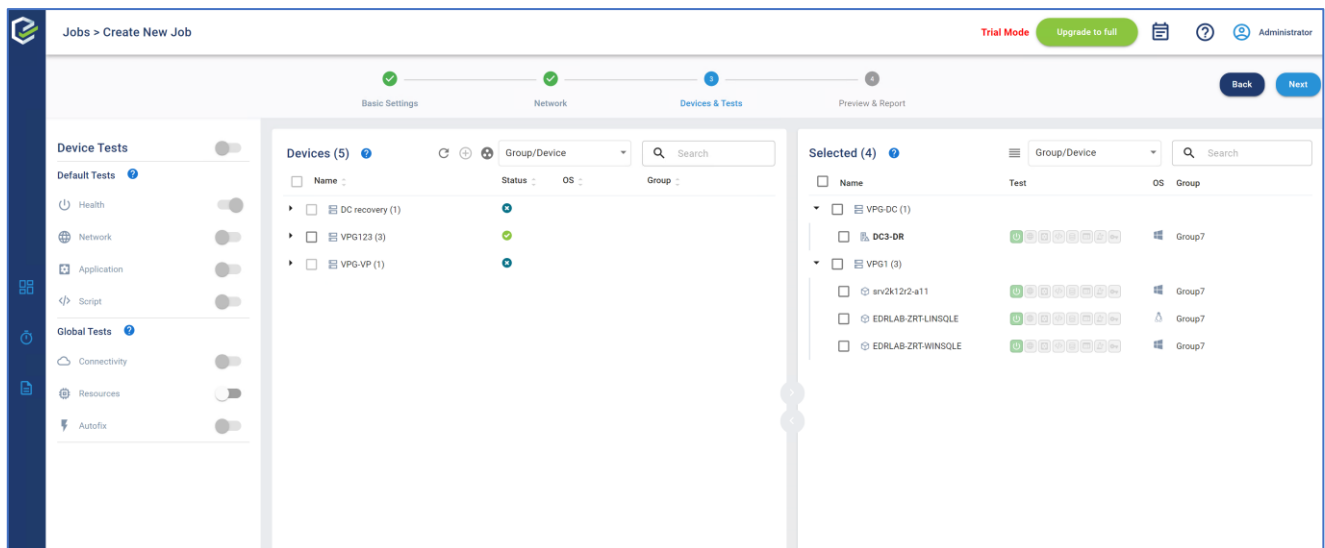 Jobs > Create New Job
Trial Mode
Upgrade to full
Administrator
Basic Settings
Network
3
Devices & Tests
4
Preview & Report
Back
Next
Device Tests
Default Tests
Health
Network
Application
Script
Global Tests
Connectivity
Resources
Autofix
Devices (5)
Group/Device
Search
Name Status OS Group
DC recovery (1)
VPG123 (3)
VPG-VP (1)
Selected (4)
Group/Device
Search
Name Test OS Group
VPG-DC (1)
DC3-DR Group7
VPG1 (3)
srv2k12r2-a11 Group7
EDRLAB-ZRT-LINSQLE Group7
EDRLAB-ZRT-WINSQLE Group7